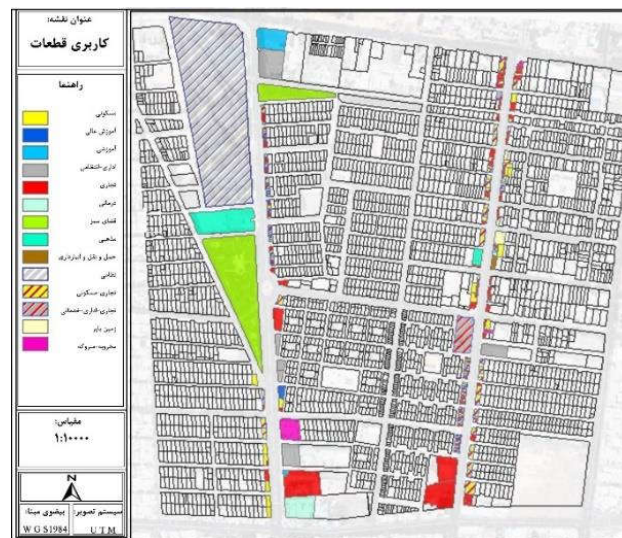 عنوان نقشه:
کاربری قطعات
راهنما
مسکونی
آموزش عالی
آموزشی
اداری-انتظامی
تجاری
درمانی
فضای سبز
مذهبی
حمل و نقل و انبارداری
نظامی
تجاری-مسکونی
تجاری-اداری-خدماتی
زمین بایر
مخروبه-متروکه
مقیاس:
۱:۱۰۰۰۰
N
سیستم تصویر:
UTM
بیضوی مبنا:
WGS1984